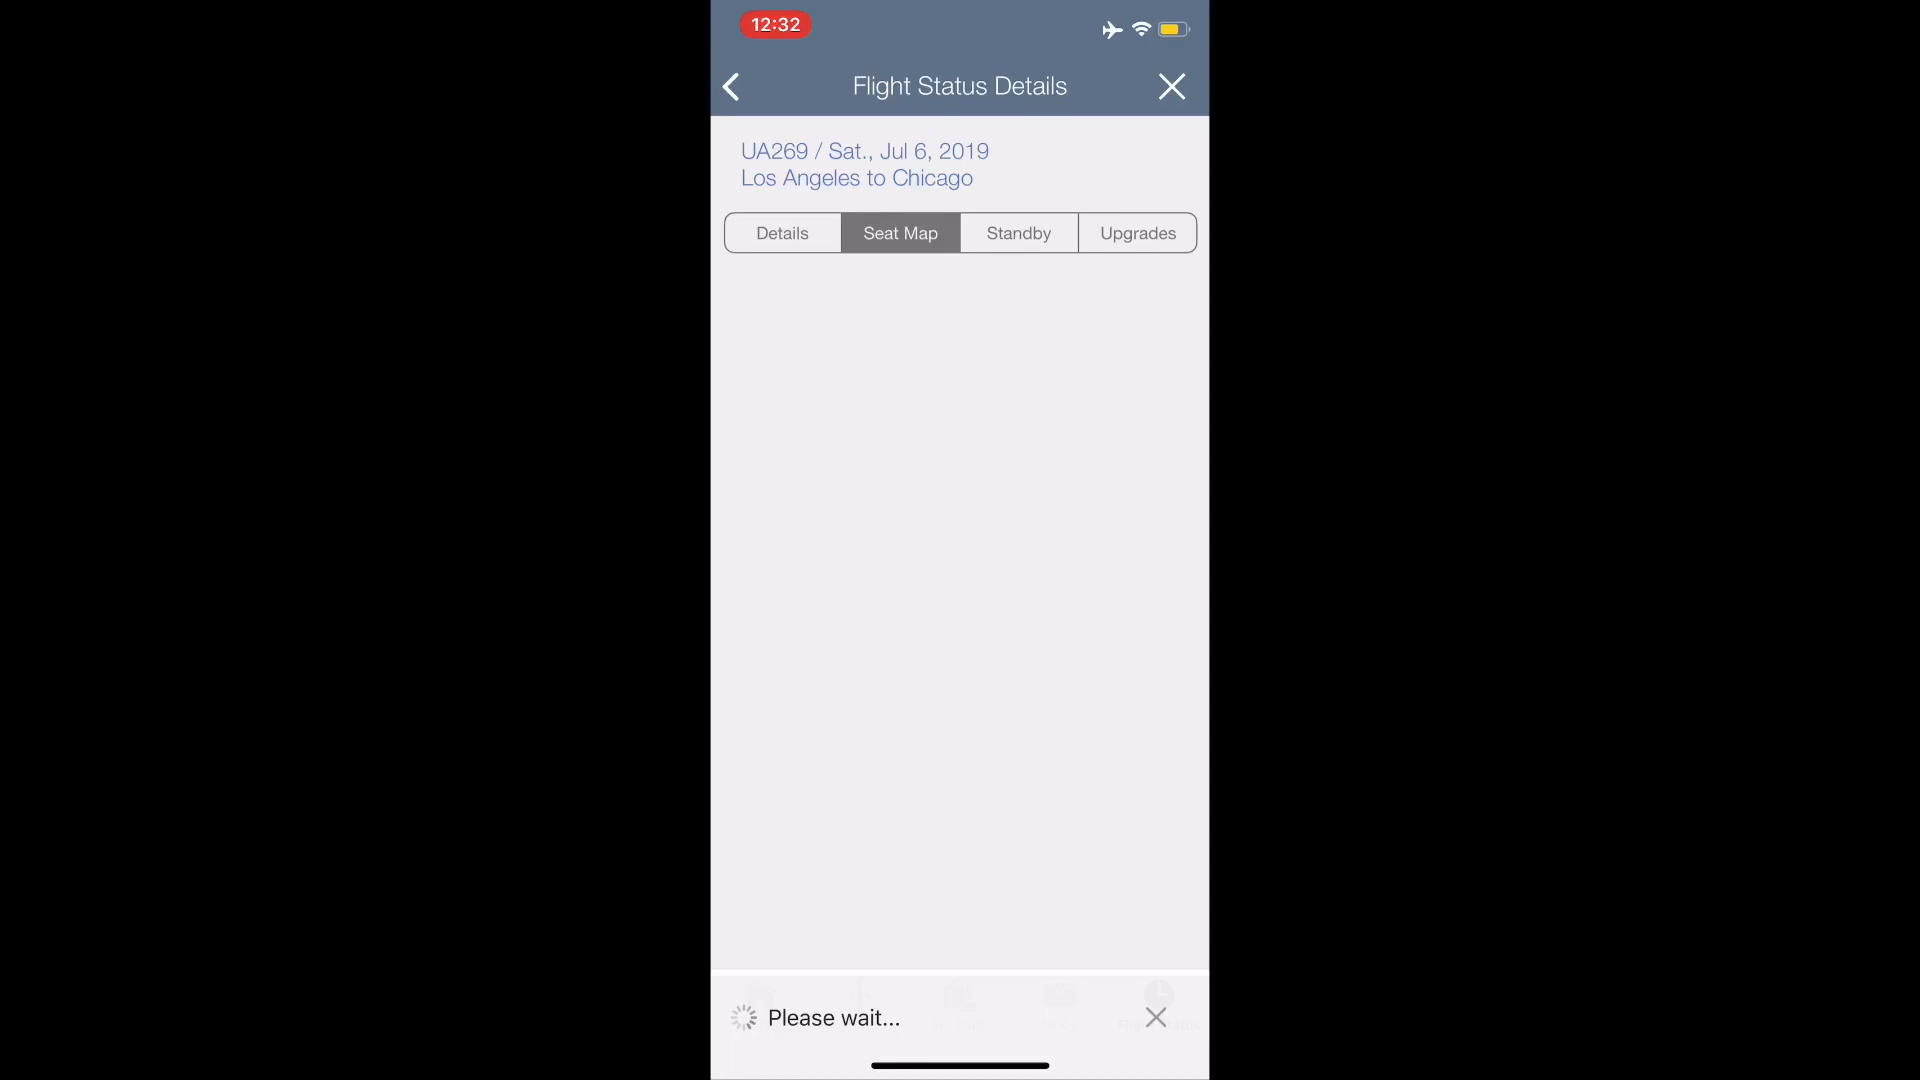 12:32
Flight Status Details
UA269 / Sat., Jul 6, 2019
Los Angeles to Chicago
Details
Seat Map
Standby
Upgrades
Please wait...